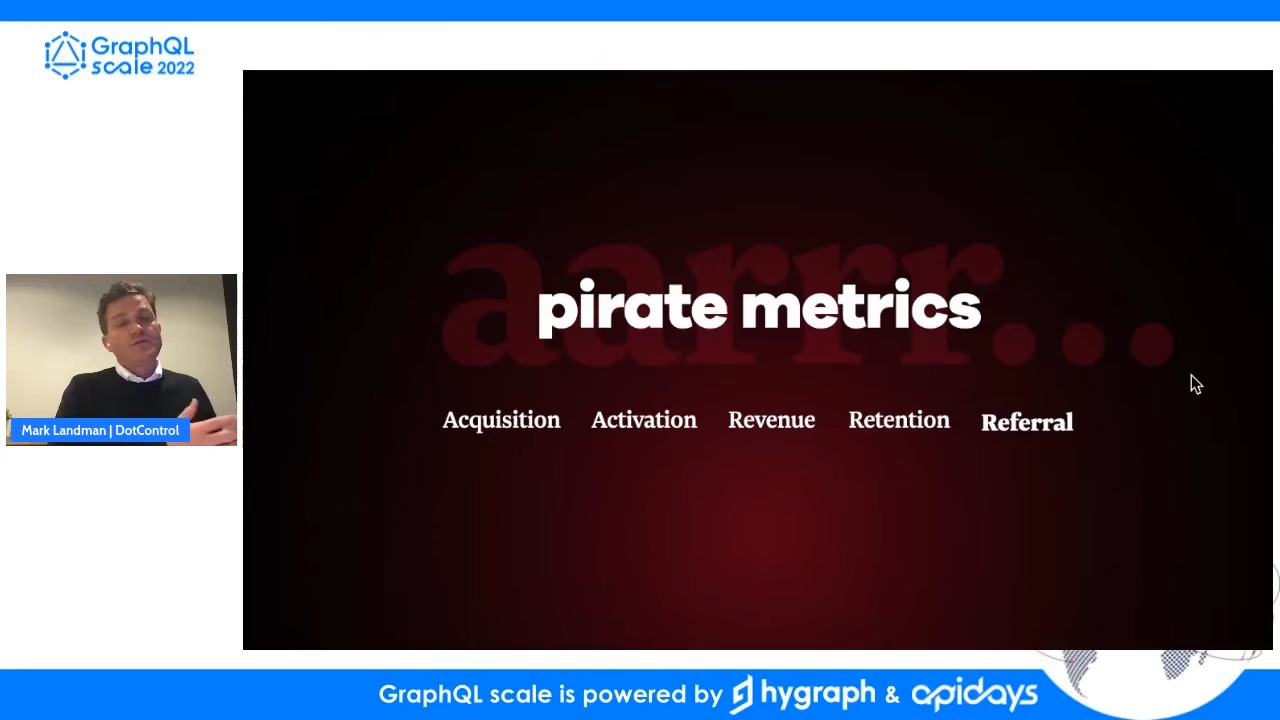 GraphQL
scale 2022
aarrr...
pirate metrics
Acquisition Activation Revenue Retention Referral
Mark Landman | DotControl
GraphQL scale is powered by hygraph & apidays